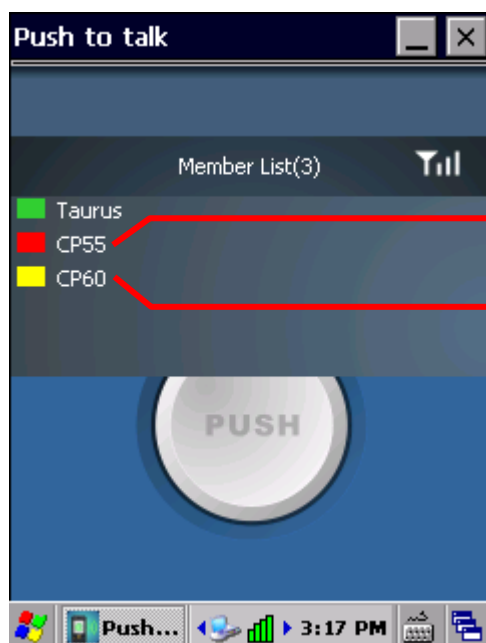 Push to talk
Member List(3)
Taurus
CP55
CP60
PUSH
Push... 3:17 PM